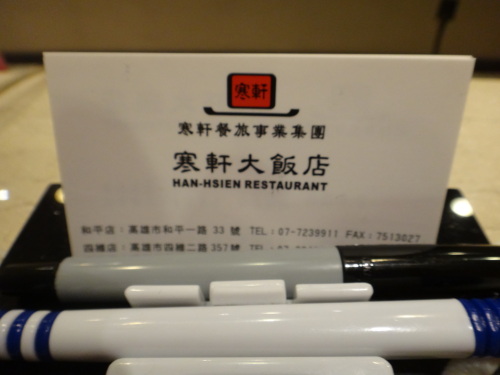 寒軒
寒軒餐旅事業集團
寒軒大飯店
HAN-HSIEN RESTAURANT
和平店：高雄市和平一路 33 號 TEL：07-7239911 FAX：7513027
四維店：高雄市四維二路 357 號 TEL：07-